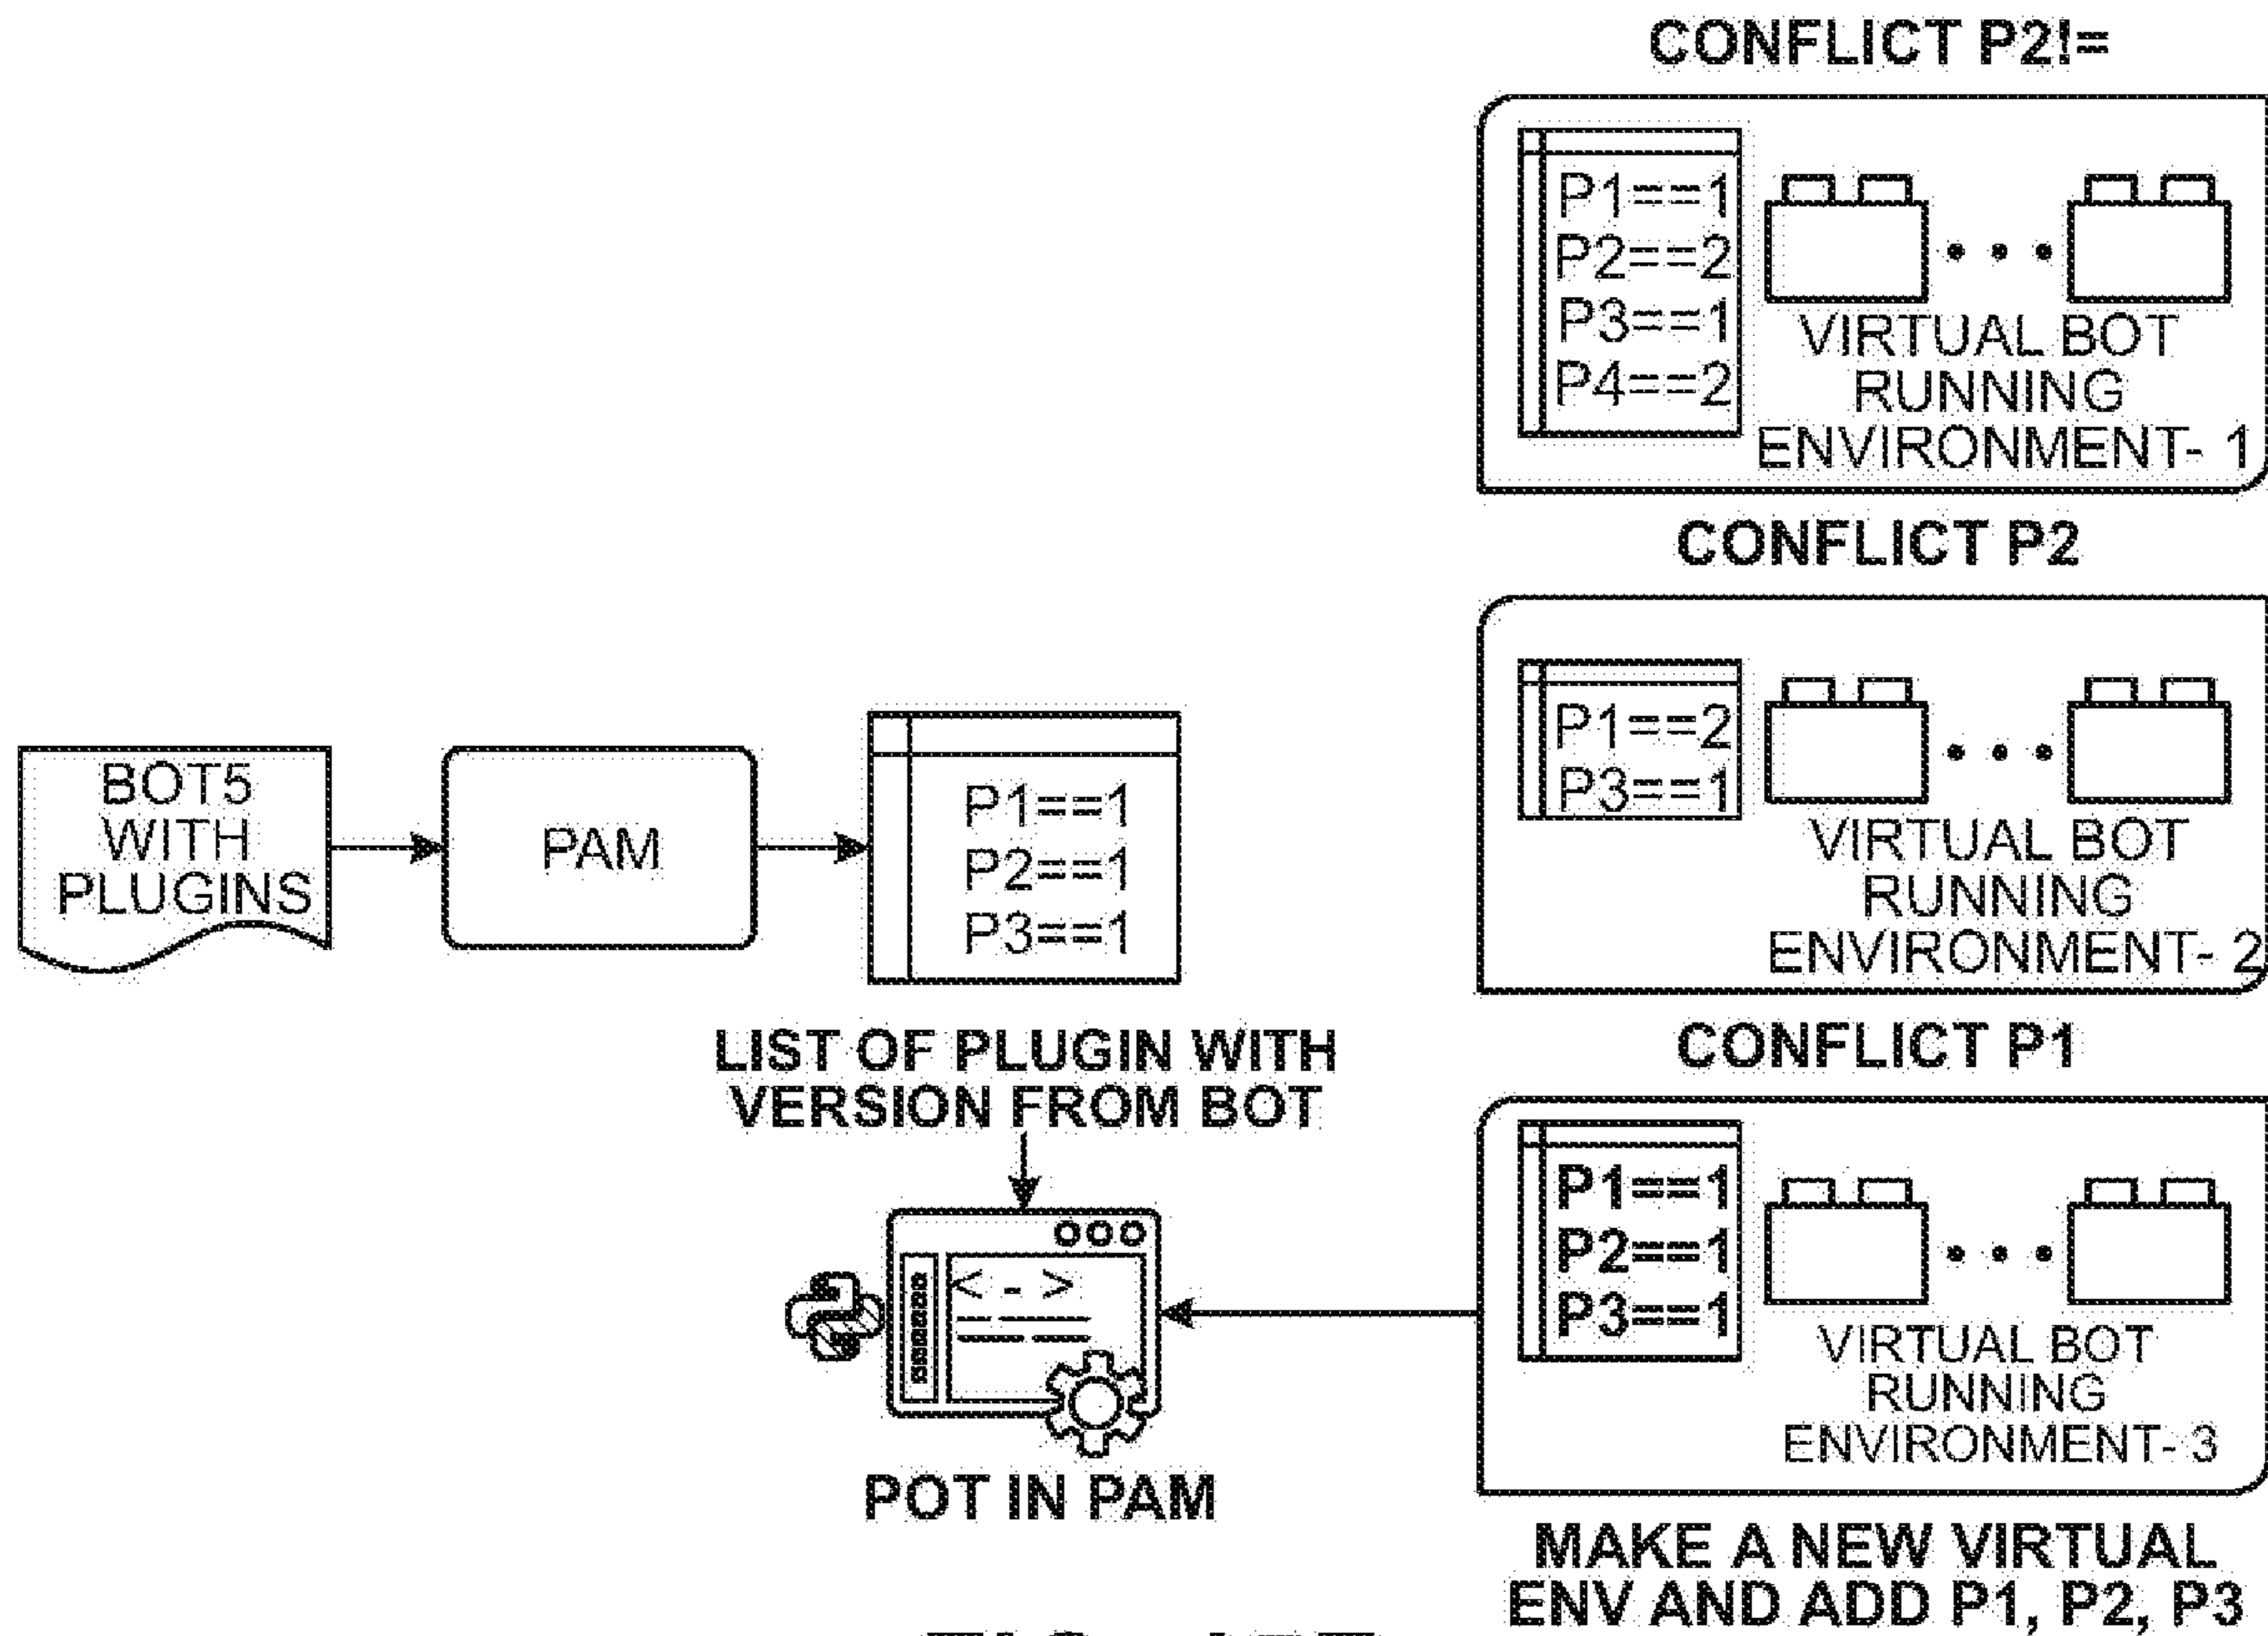 CONFLICT P2!=
P1==1
P2==2
P3==1
P4==2
VIRTUAL BOT
RUNNING
ENVIRONMENT- 1
CONFLICT P2
P1==2
P3==1
VIRTUAL BOT
RUNNING
ENVIRONMENT- 2
CONFLICT P1
BOT5
WITH
PLUGINS
PAM
P1==1
P2==1
P3==1
LIST OF PLUGIN WITH
VERSION FROM BOT
< - >
POT IN PAM
P1==1
P2==1
P3==1
VIRTUAL BOT
RUNNING
ENVIRONMENT- 3
MAKE A NEW VIRTUAL
ENV AND ADD P1, P2, P3